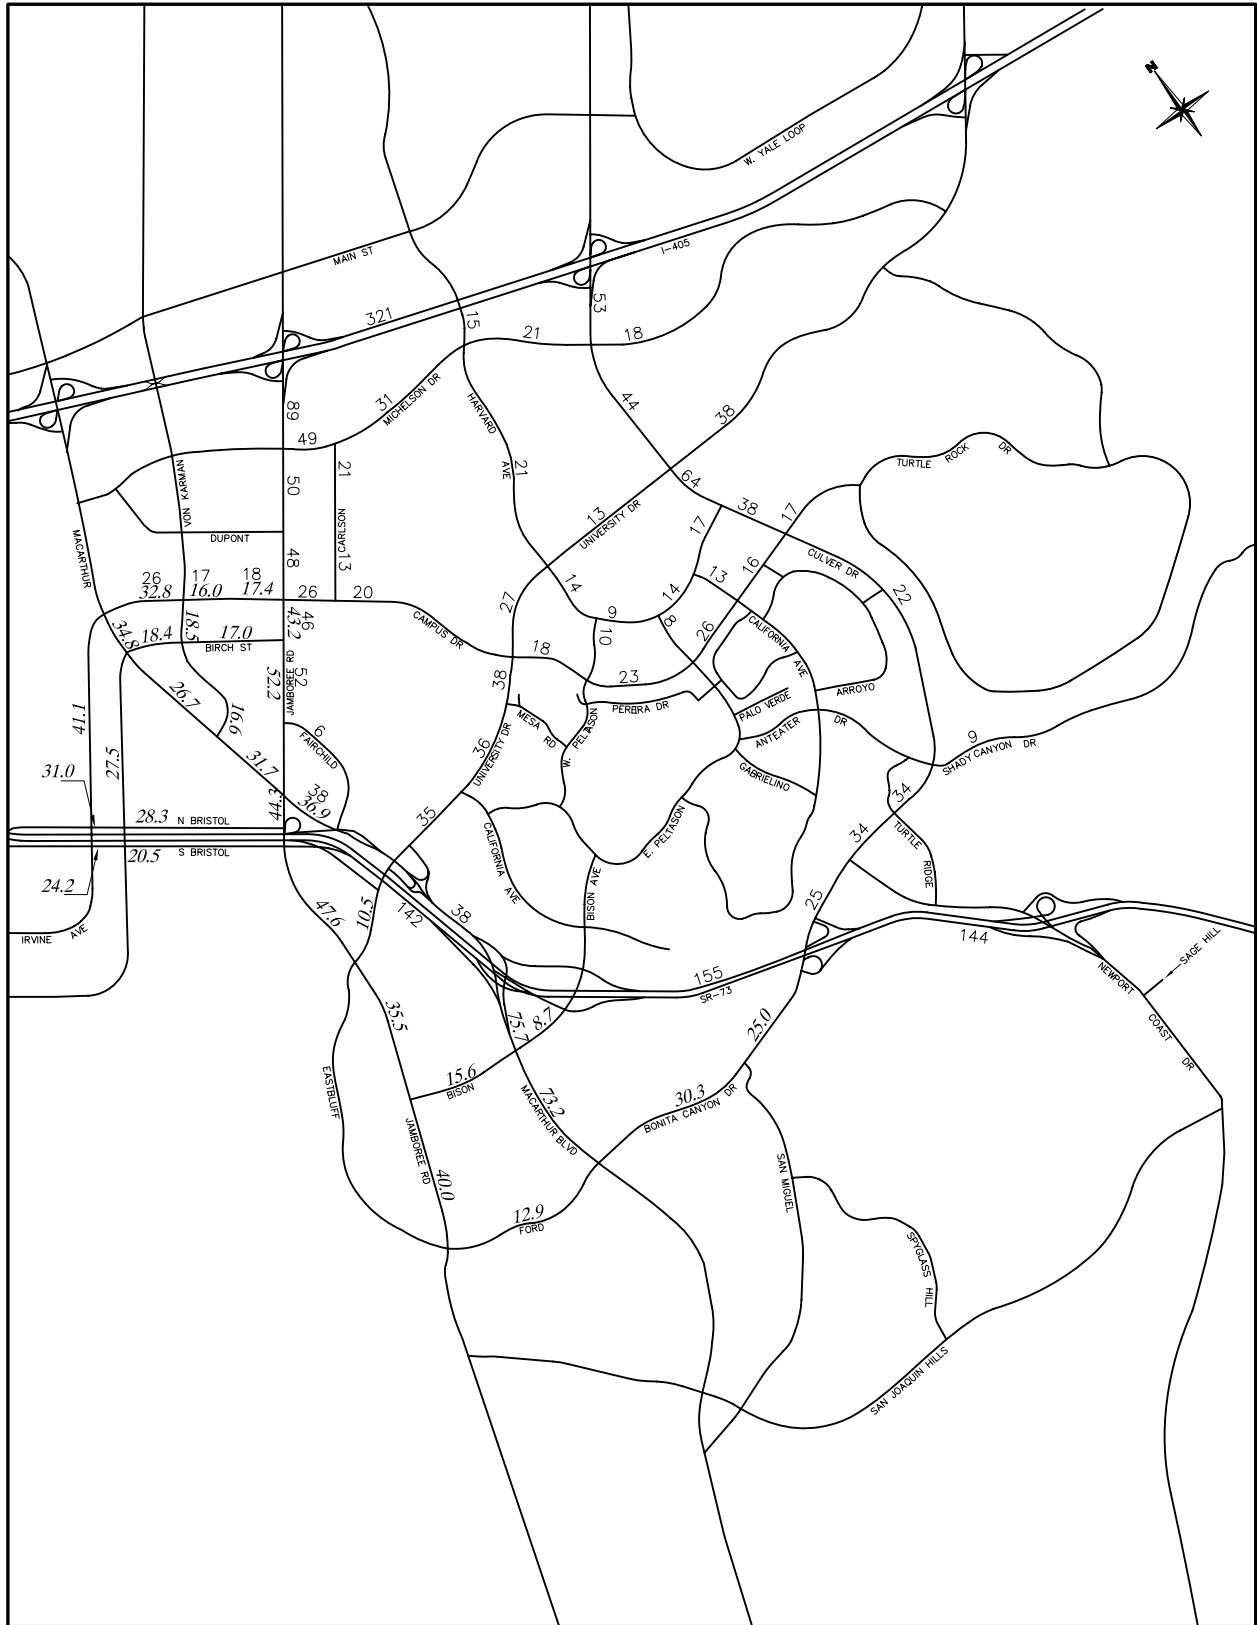 N
W. YALE LOOP
MAIN ST
I-405
321
53
15
21
18
31
MICHELSON DR
HARVARD
AVE
44
38
89
49
21
21
TURTLE ROCK DR
VON KARMAN
50
64
38
17
MACARTHUR
CARLSON
AVE
13
13
UNIVERSITY DR
17
DUPONT
48
CULVER DR
16
26
17
18
32.8
16.0
17.4
26
20
14
14
13
22
27
9
46
43.2
34.8
18.4
18.5
17.0
BIRCH ST
CAMPUS DR
10
8
26
CALIFORNIA AVE
18
23
52.2
52
JAMBOREE RD
26.7
38
ARROYO
PEREIRA DR
PALO VERDE
16.6
6
FAIRCHILD
MESA RD
W. PELTASON
ANTEATER DR
41.1
27.5
31.7
36
UNIVERSITY DR
9
SHADY CANYON DR
31.0
GABRIELINO
44.3
38
36.9
35
34
28.3
N BRISTOL
20.5
S BRISTOL
E. PELTASON
34
TURTLE RIDGE
24.2
CALIFORNIA AVE
BISON AVE
IRVINE AVE
47.6
10.5
142
38
25
144
SAGE HILL
155
SR-73
NEWPORT COAST DR
35.5
75.7
8.7
25.0
EASTBLUFF
15.6
BISON
73.2
MACARTHUR BLVD
30.3
BONITA CANYON DR
JAMBOREE RD
40.0
SAN MIGUEL
12.9
FORD
SPYGLASS HILL
SAN JOAQUIN HILLS